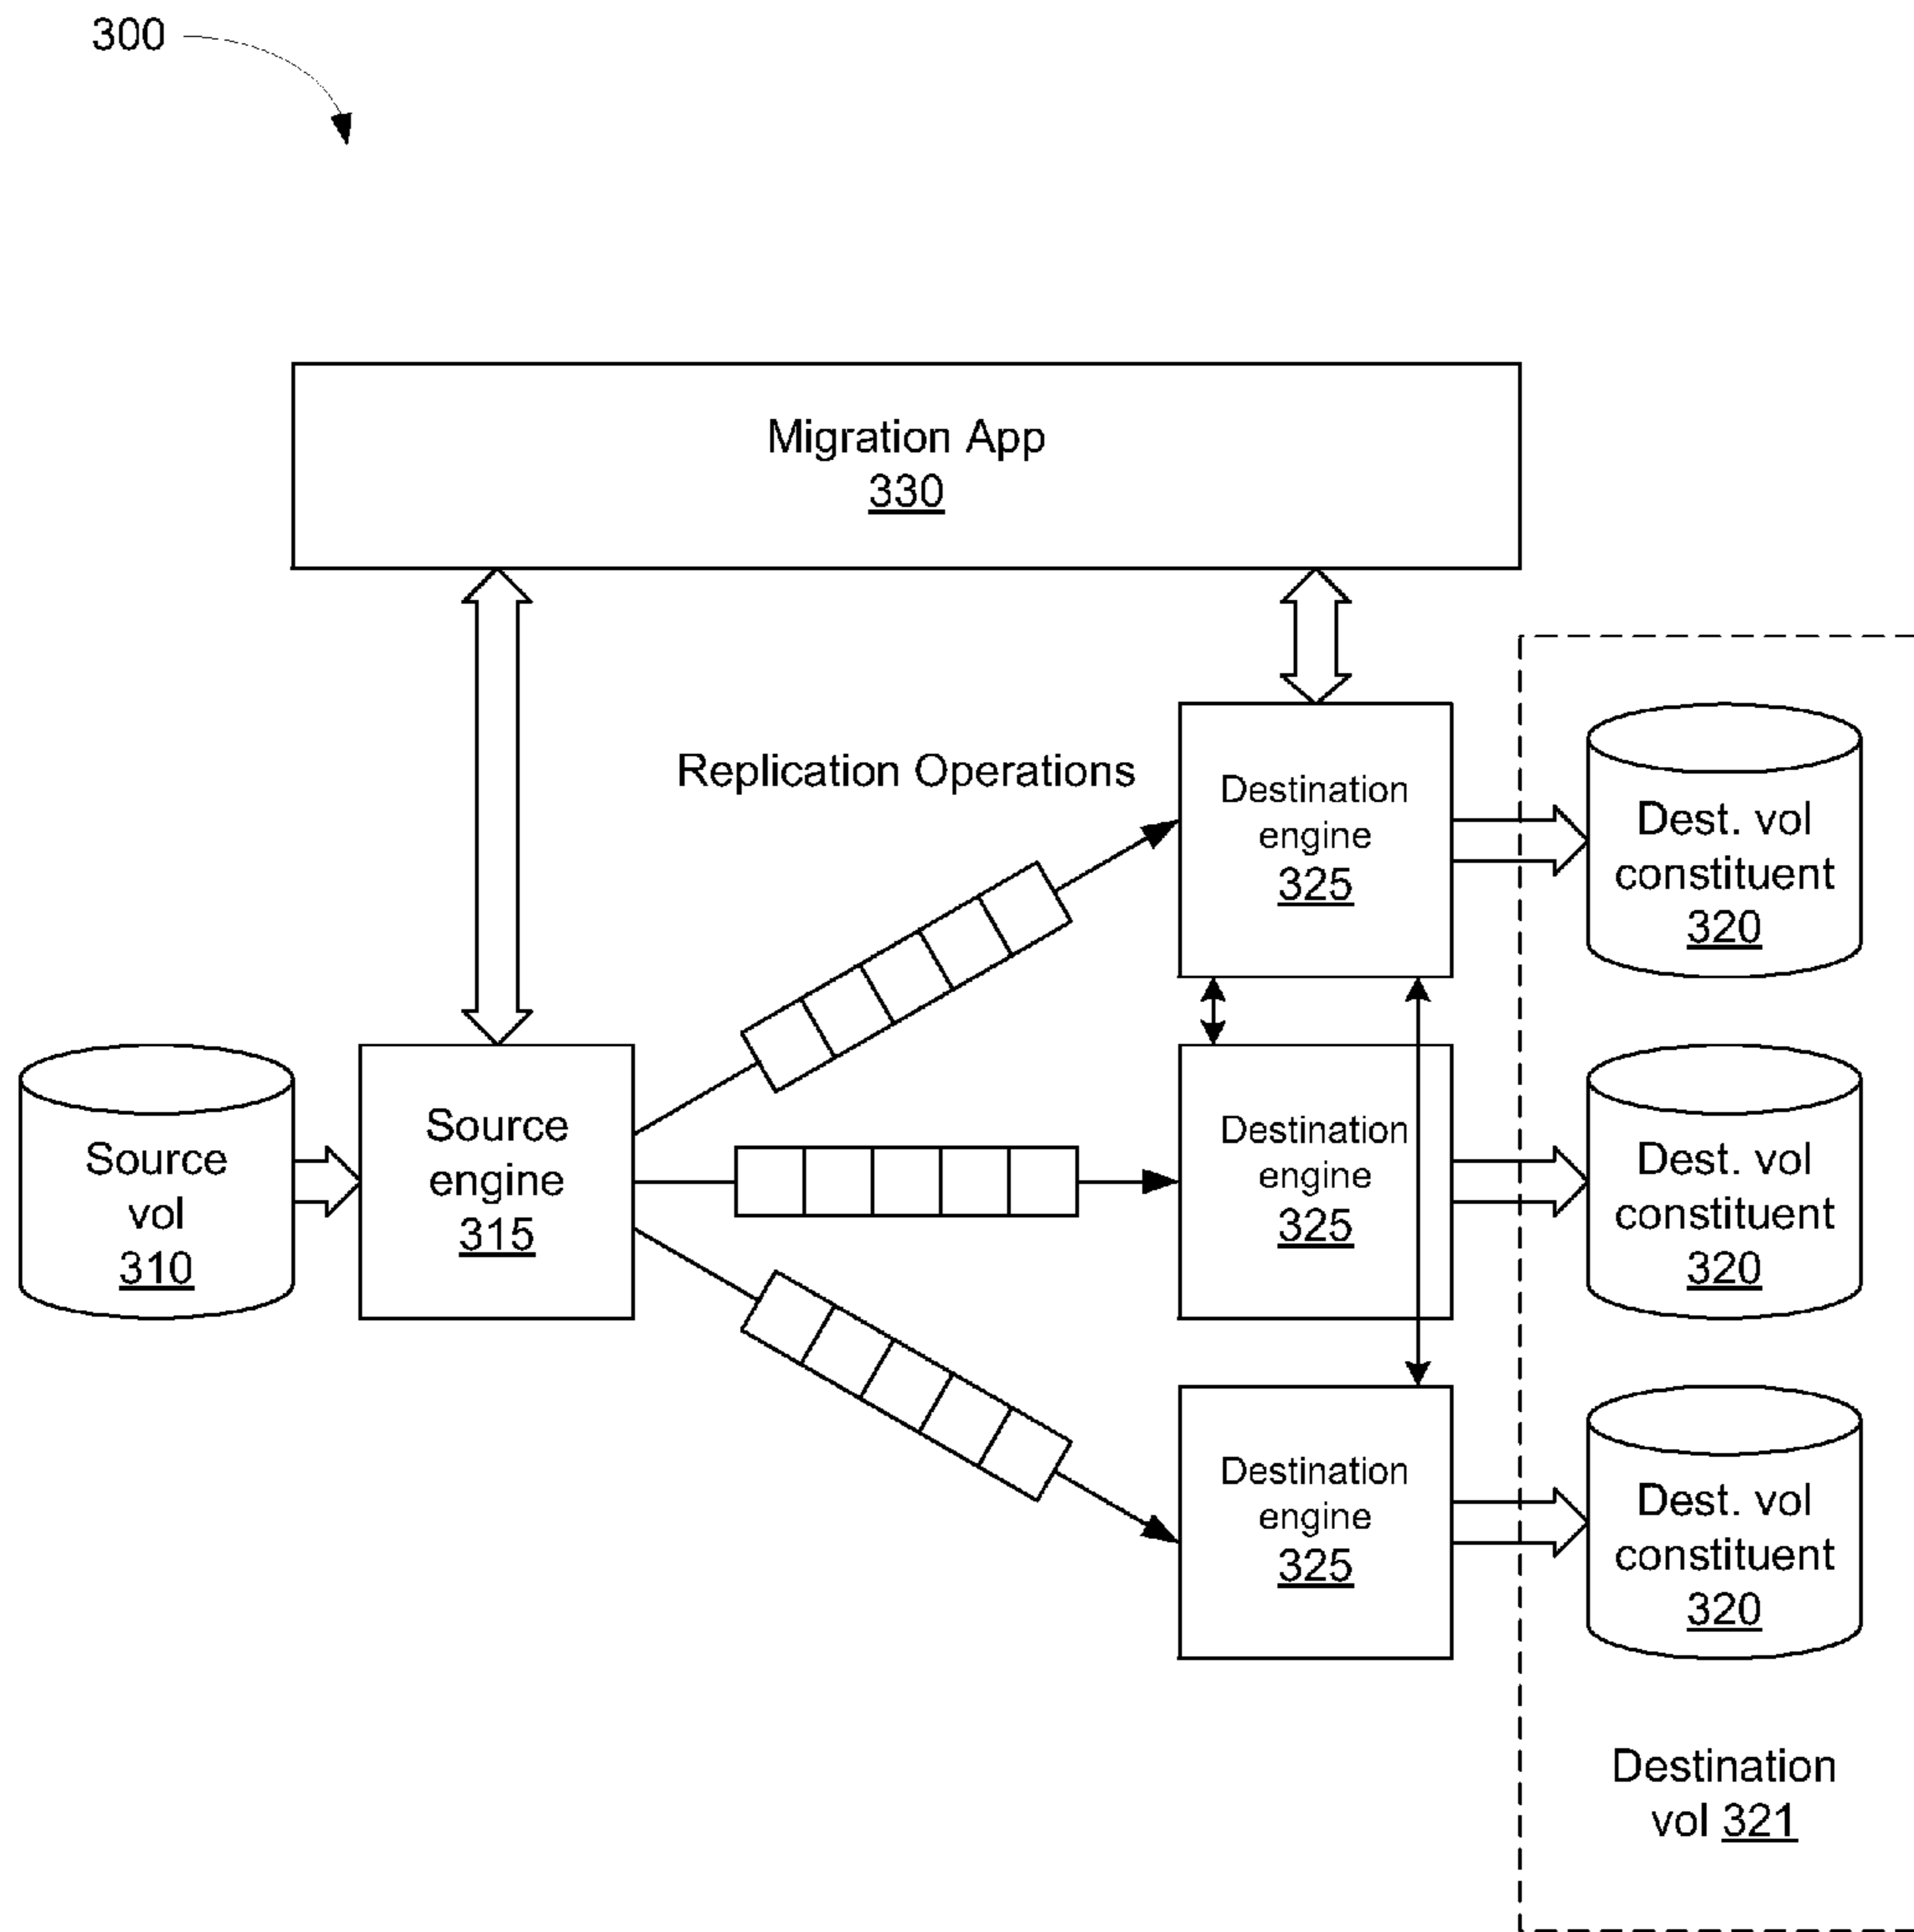 300
Migration App
330
Replication Operations
Destination
engine
325
Dest. vol
constituent
320
Source
vol
310
Source
engine
315
Destination
engine
325
Dest. vol
constituent
320
Destination
engine
325
Dest. vol
constituent
320
Destination
vol 321